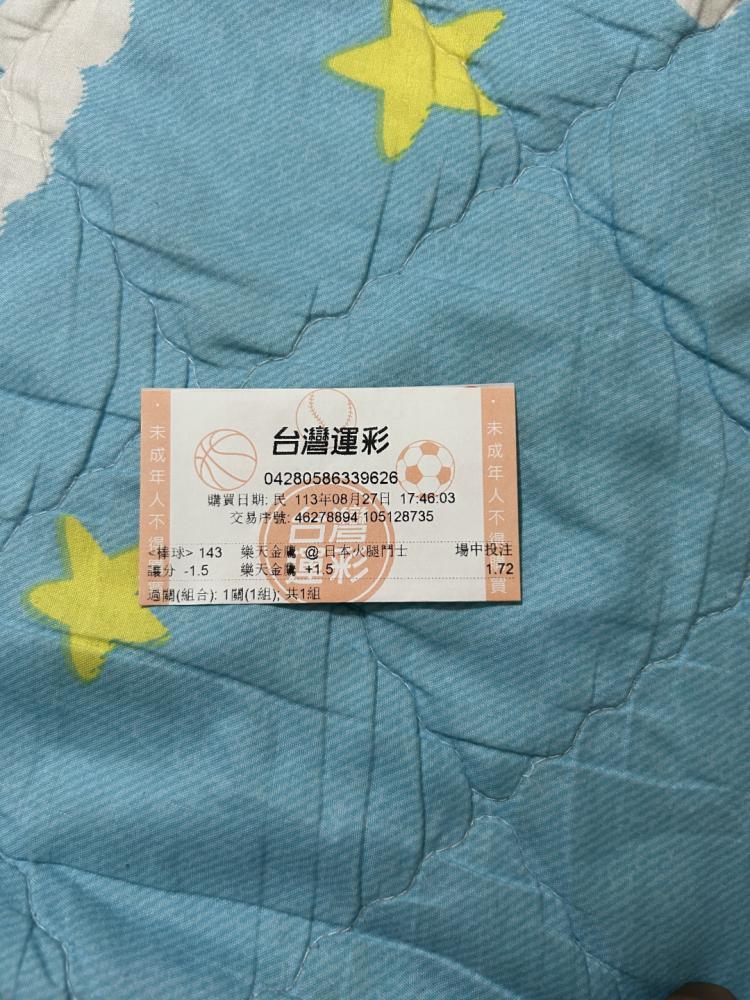 台灣運彩
04280586339626
購買日期: 民 113年08月27日 17:46:03
交易序號: 46278894 105128735
<棒球> 143 樂天金鷹 @ 日本火腿鬥士 場中投注
讓分 -1.5 樂天金鷹 +1.5 1.72
過關(組合): 1關(1組); 共1組
未成年人不得
未成年人不得 買
台灣
運彩